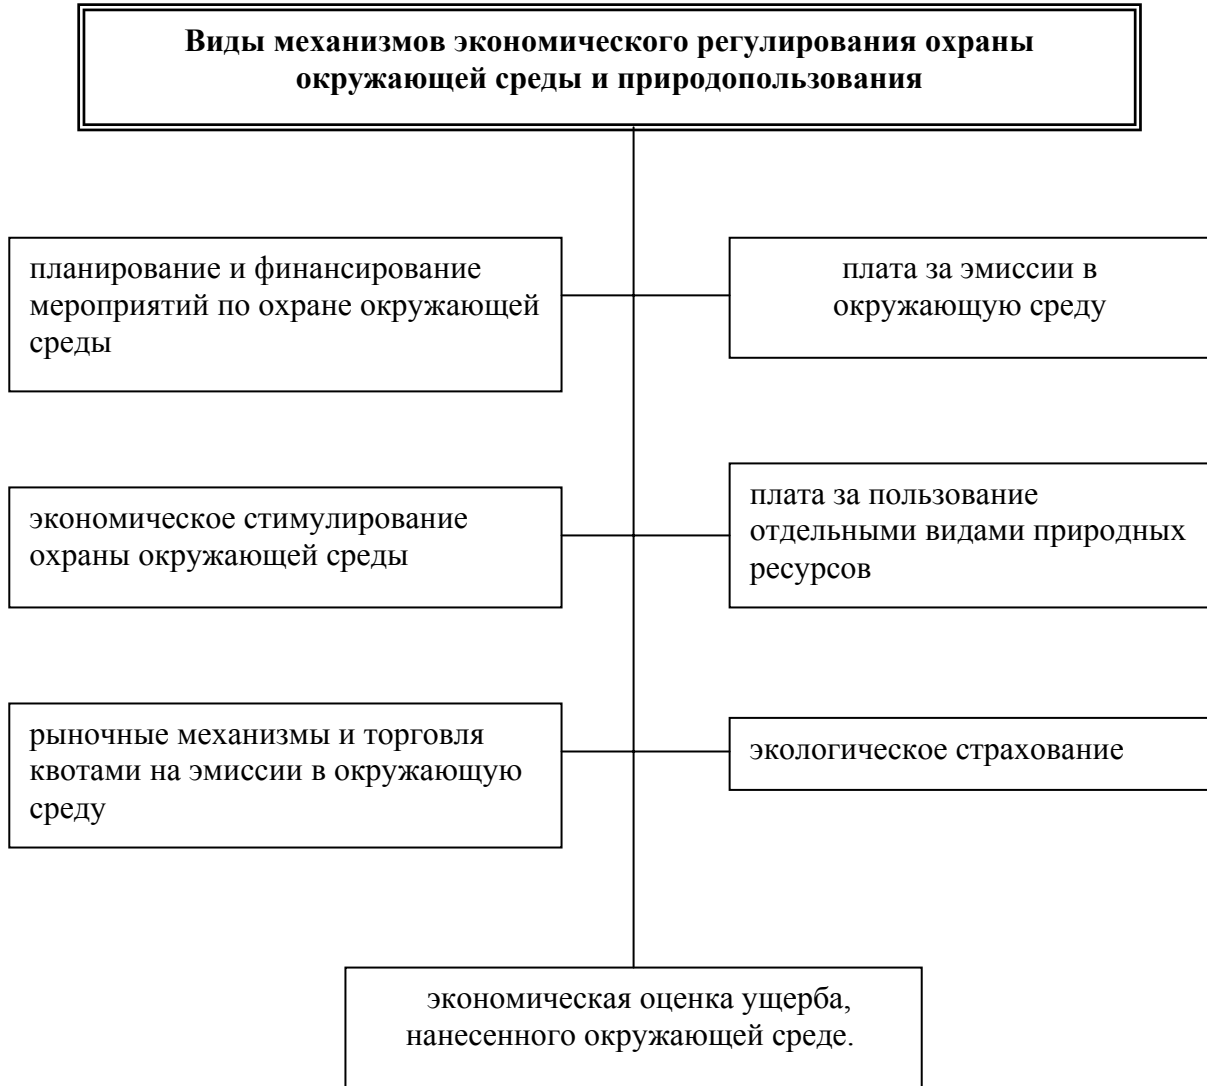 Виды механизмов экономического регулирования охраны
окружающей среды и природопользования
планирование и финансирование
мероприятий по охране окружающей
среды
плата за эмиссии в
окружающую среду
экономическое стимулирование
охраны окружающей среды
плата за пользование
отдельными видами природных
ресурсов
рыночные механизмы и торговля
квотами на эмиссии в окружающую
среду
экологическое страхование
экономическая оценка ущерба,
нанесенного окружающей среде.